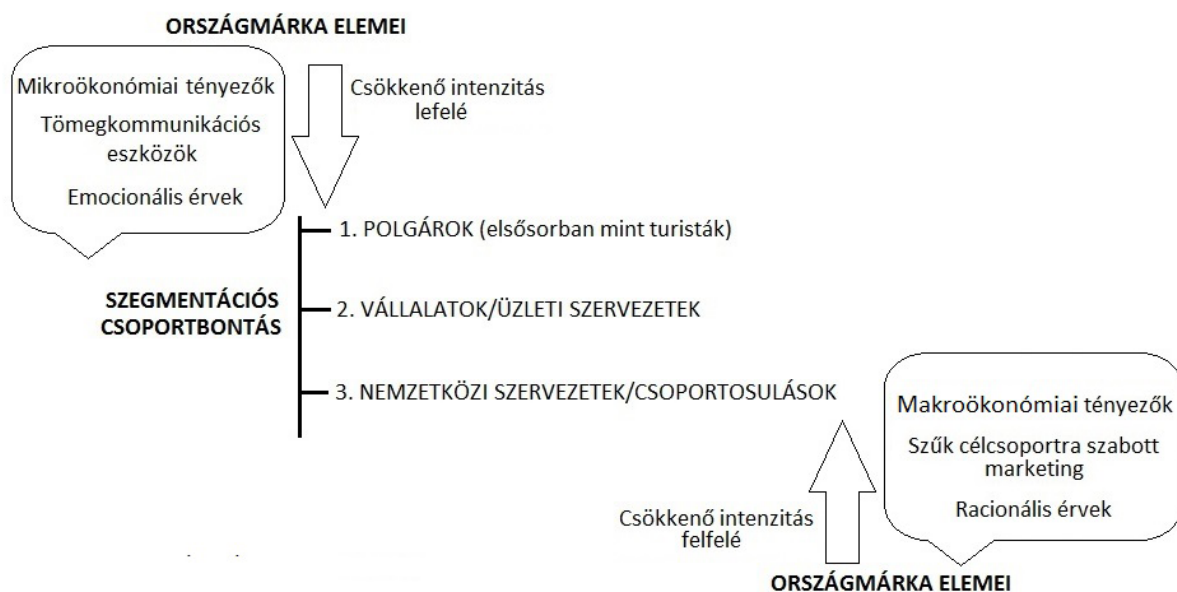 ORSZÁGMÁRKA ELEMEI
Mikroökonómiai tényezők
Tömegkommunikációs
eszközök
Emocionális érvek
Csökkenő intenzitás
lefelé
1. POLGÁROK (elsősorban mint turisták)
SZEGMENTÁCIÓS
CSOPORTBONTÁS
2. VÁLLALATOK/ÜZLETI SZERVEZETEK
3. NEMZETKÖZI SZERVEZETEK/CSOPORTOSULÁSOK
Makroökonómiai tényezők
Szűk célcsoportra szabott
marketing
Racionális érvek
Csökkenő intenzitás
felfelé
ORSZÁGMÁRKA ELEMEI